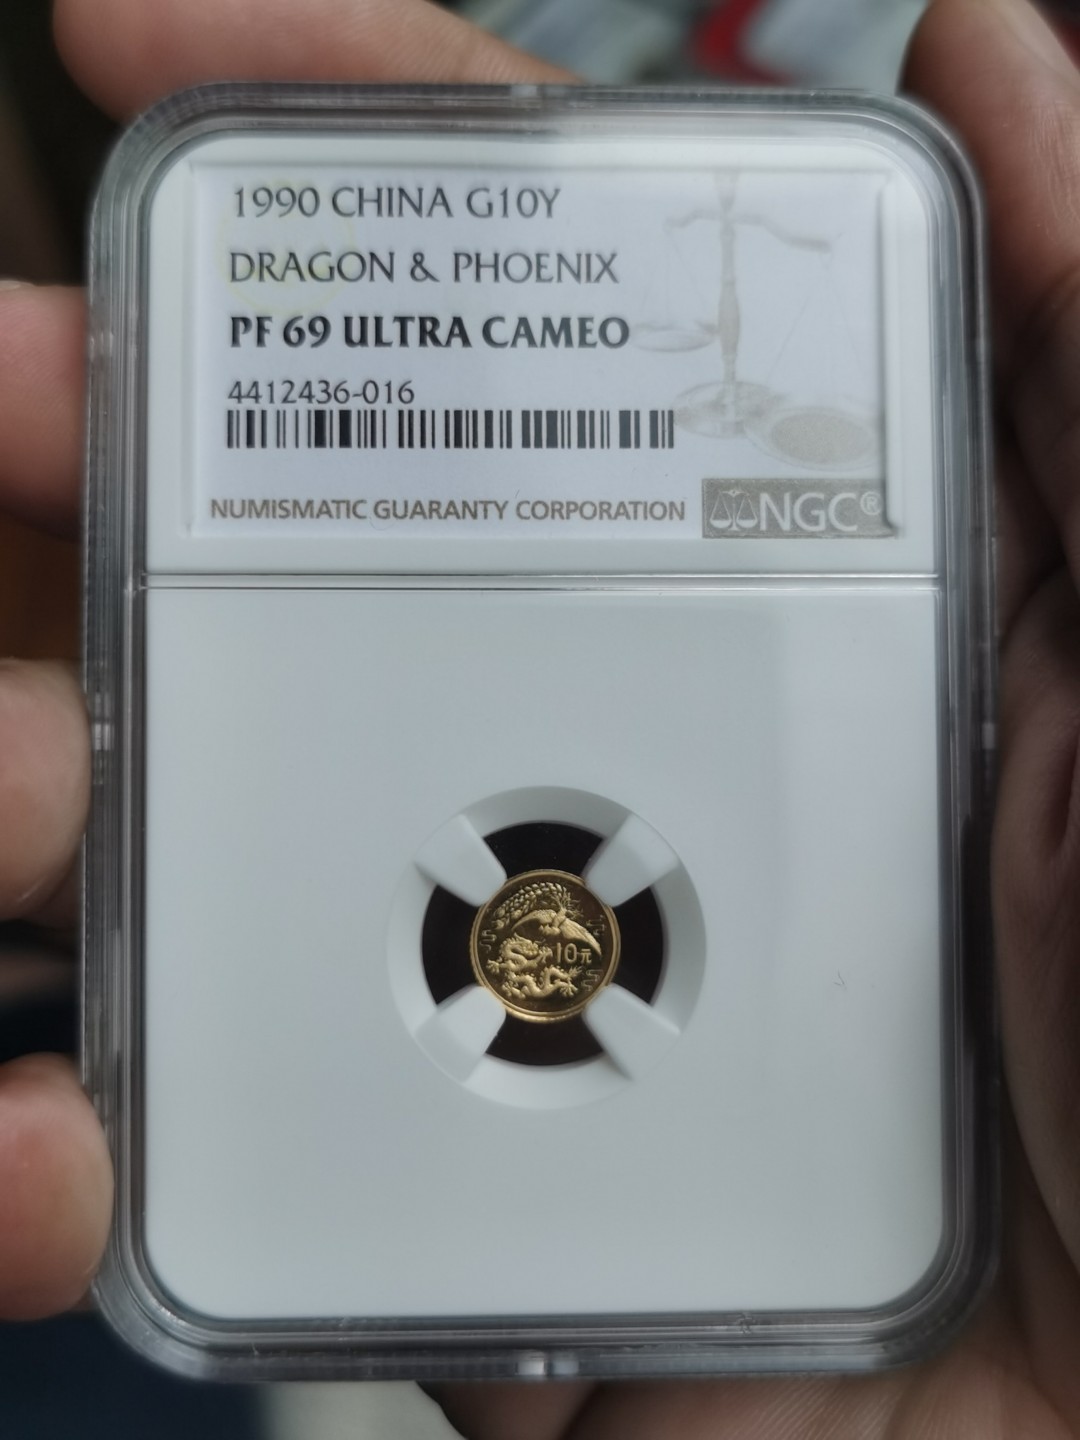 1990 CHINA G10Y
DRAGON & PHOENIX
PF 69 ULTRA CAMEO
4412436-016
NUMISMATIC GUARANTY CORPORATION
NGC®
10元